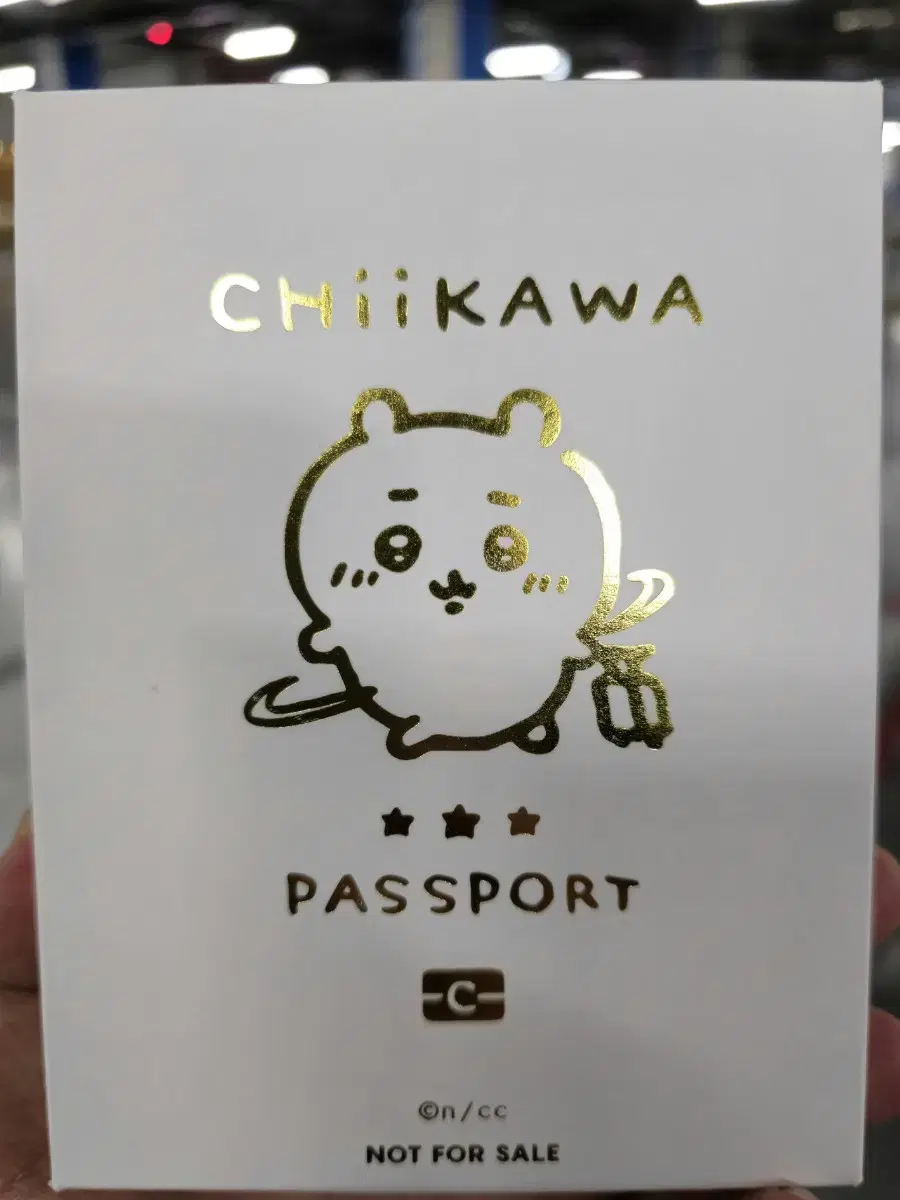 CHiiKAWA
PASSPORT
C
©n/cc
NOT FOR SALE